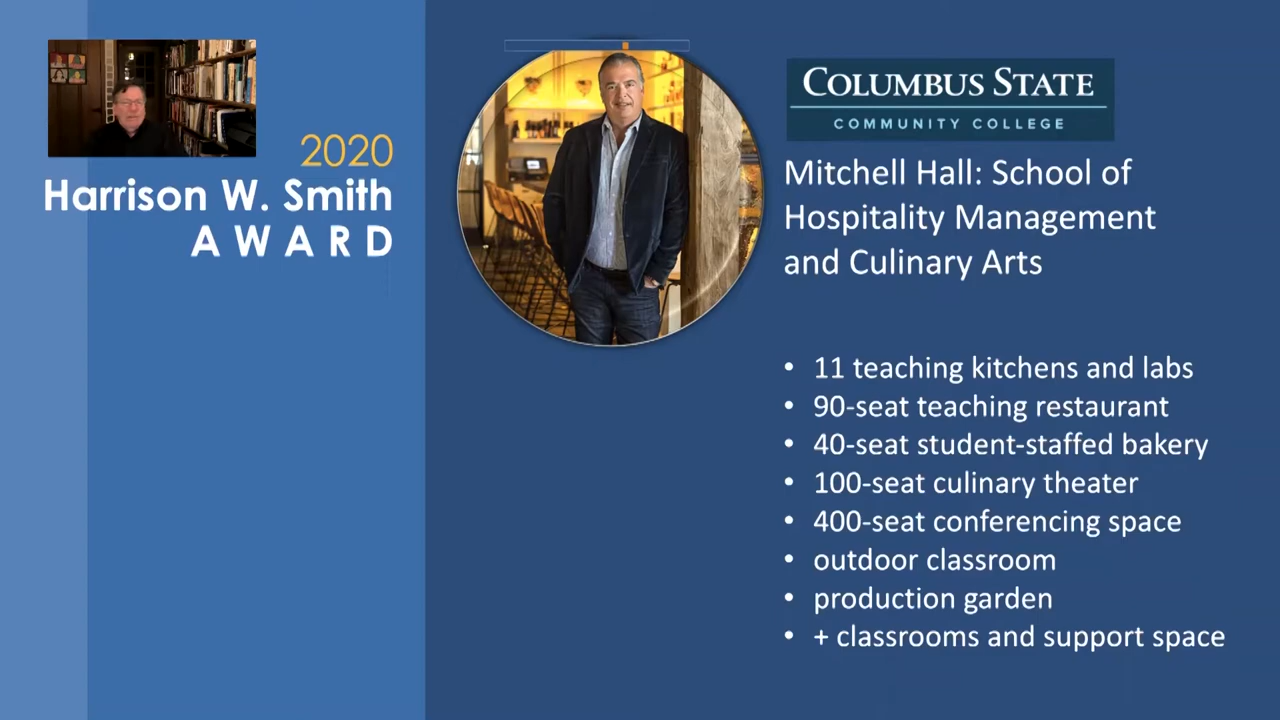 2020
Harrison W. Smith
AWARD
COLUMBUS STATE
COMMUNITY COLLEGE
Mitchell Hall: School of
Hospitality Management
and Culinary Arts
• 11 teaching kitchens and labs
• 90-seat teaching restaurant
• 40-seat student-staffed bakery
• 100-seat culinary theater
• 400-seat conferencing space
• outdoor classroom
• production garden
• + classrooms and support space